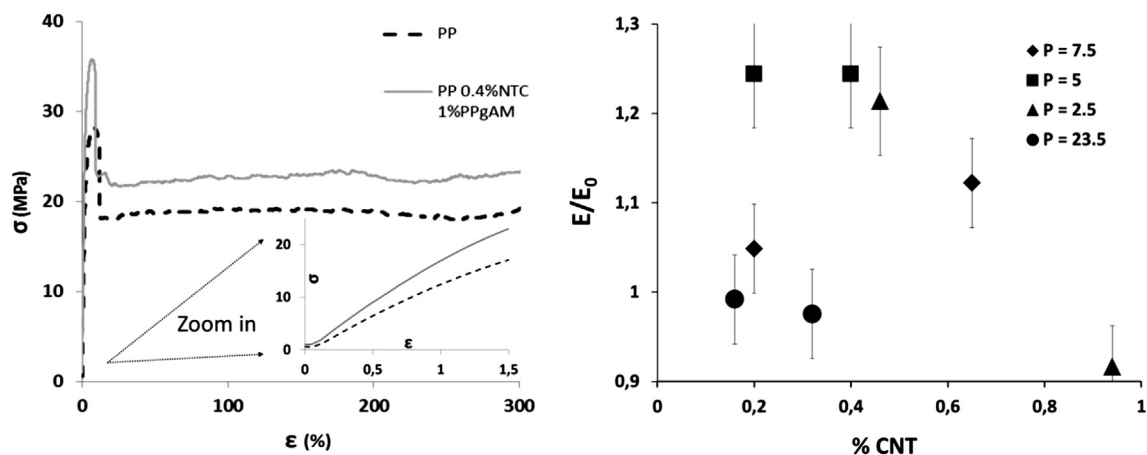 40
30
20
10
0
σ (MPa)
PP
PP 0.4%NTC
1%PPgAM
Zoom in
20
10
0
σ
ε
0
0,5
1
1,5
0
100
200
300
ε (%)
1,3
1,2
1,1
1
0,9
E/E0
P = 7.5
P = 5
P = 2.5
P = 23.5
0
0,2
0,4
0,6
0,8
1
% CNT